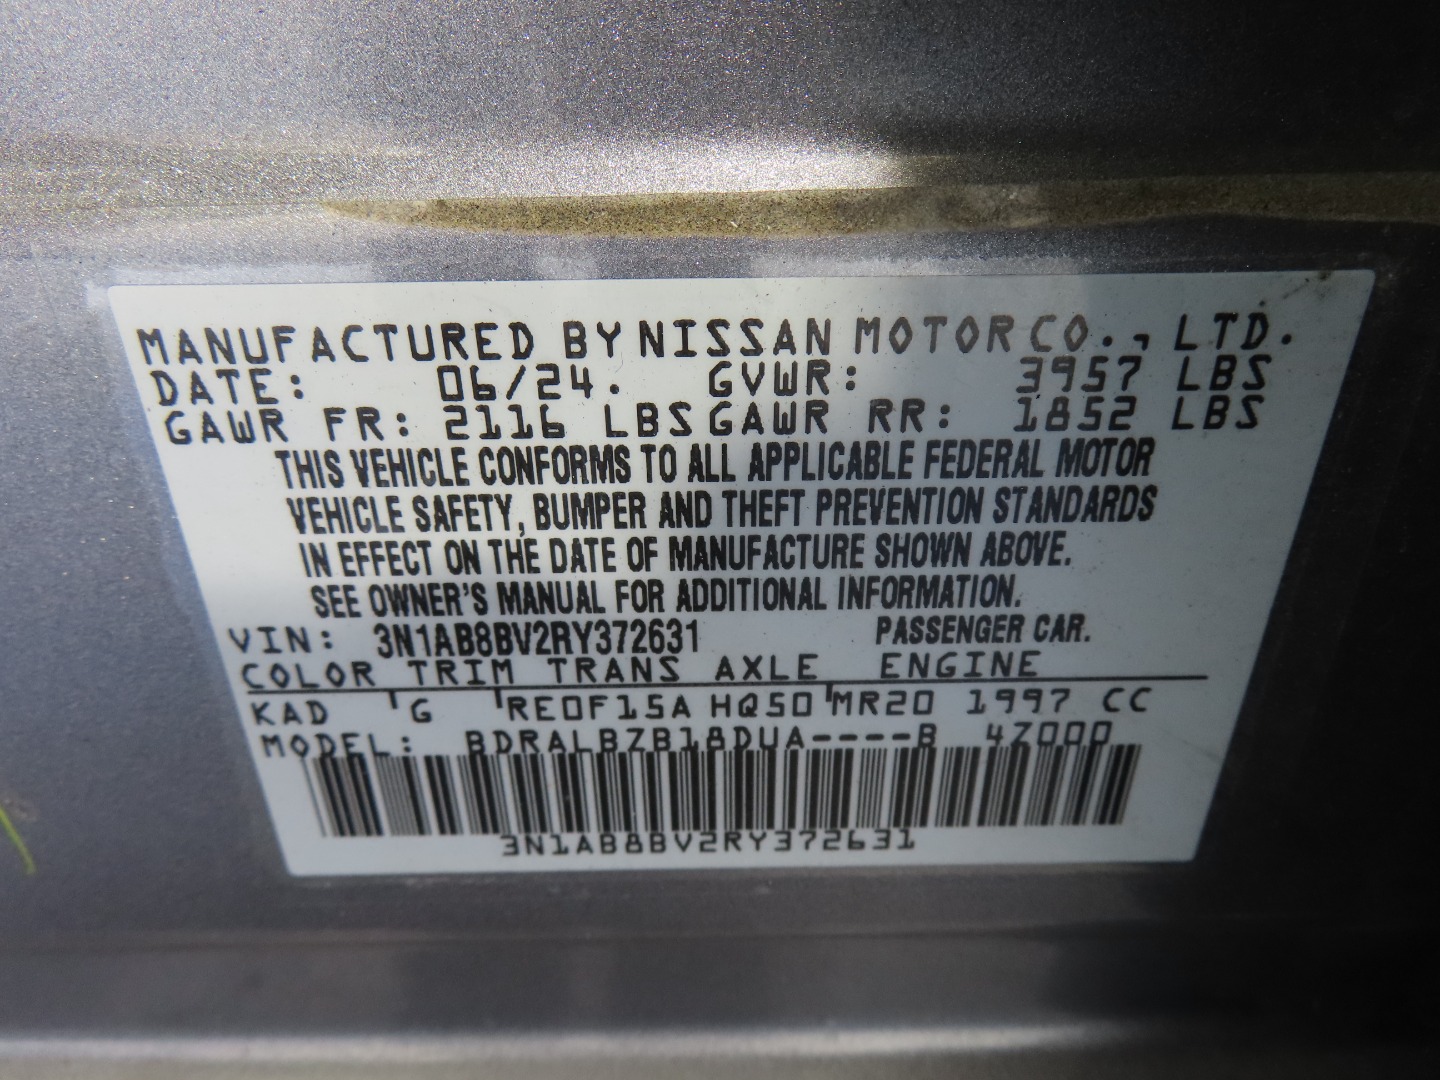 MANUFACTURED BY NISSAN MOTOR CO., LTD.
DATE: 06/24. GVWR: 3957 LBS
GAWR FR: 2116 LBS GAWR RR: 1852 LBS
THIS VEHICLE CONFORMS TO ALL APPLICABLE FEDERAL MOTOR
VEHICLE SAFETY, BUMPER AND THEFT PREVENTION STANDARDS
IN EFFECT ON THE DATE OF MANUFACTURE SHOWN ABOVE.
SEE OWNER'S MANUAL FOR ADDITIONAL INFORMATION.
VIN: 3N1AB8BV2RY372631 PASSENGER CAR.
COLOR TRIM TRANS AXLE ENGINE
KAD G RE0F15A HQ50 MR20 1997 CC
MODEL: BDRALBZB18DUA----B 4Z000
3N1AB8BV2RY372631